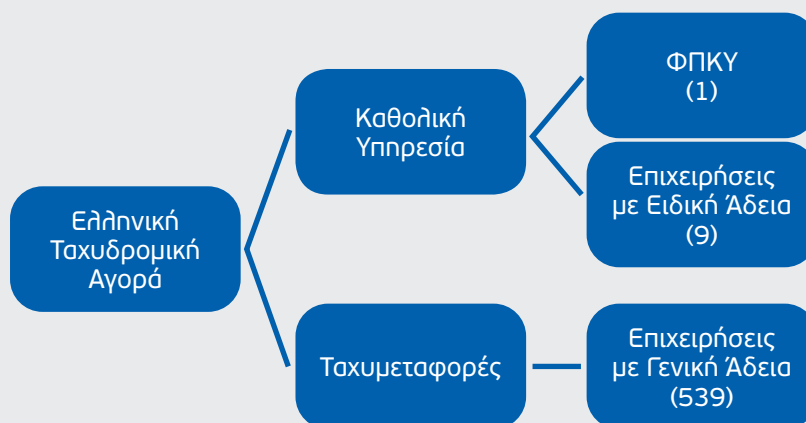 Ελληνική
Ταχυδρομική
Αγορά
Καθολική
Υπηρεσία
ΦΠΚΥ
(1)
Επιχειρήσεις
με Ειδική Άδεια
(9)
Ταχυμεταφορές
Επιχειρήσεις
με Γενική Άδεια
(539)